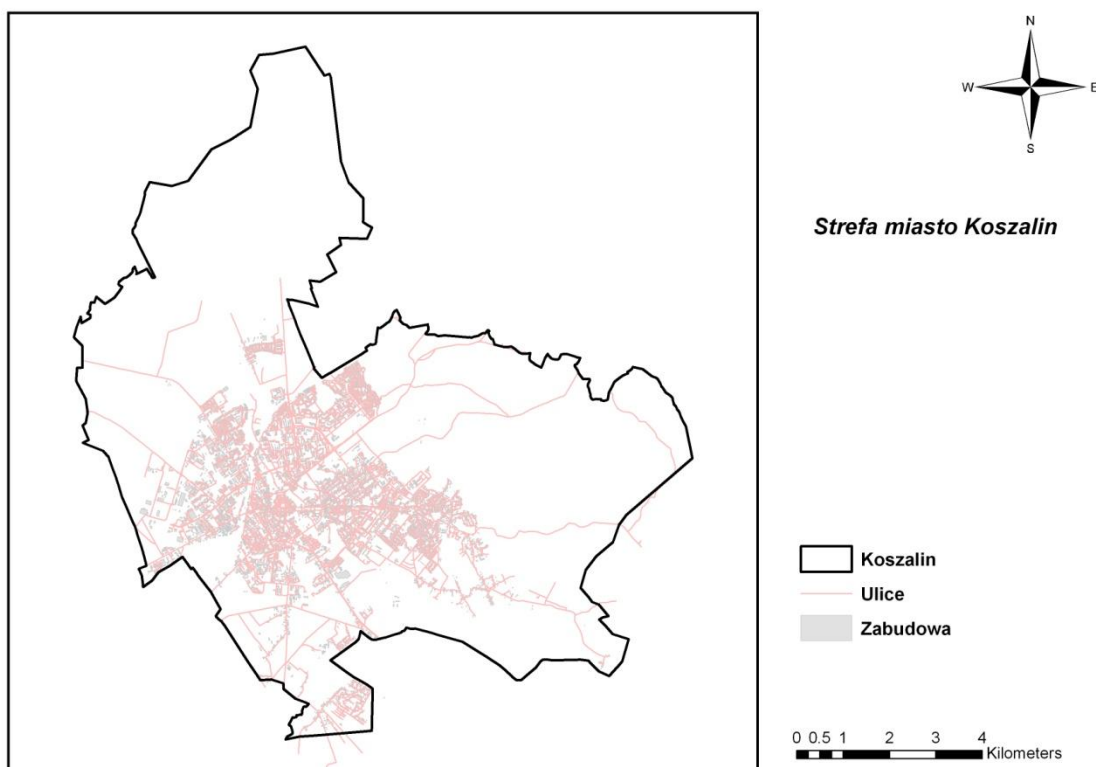 N
W E
S
Strefa miasto Koszalin
Koszalin
Ulice
Zabudowa
0 0.5 1 2 3 4
Kilometers